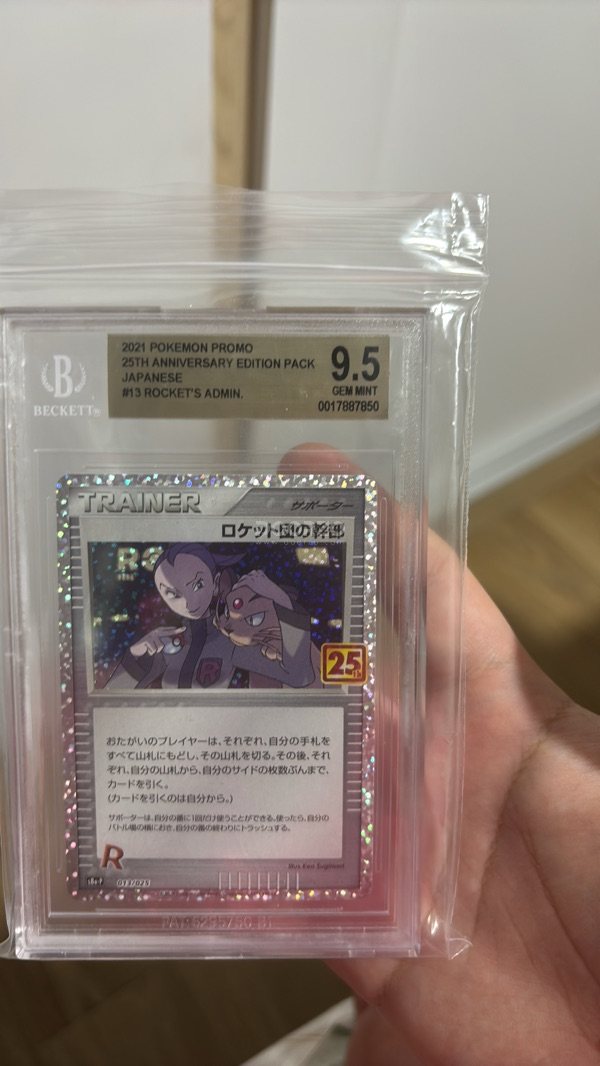 2021 POKEMON PROMO
25TH ANNIVERSARY EDITION PACK
JAPANESE
#13 ROCKET'S ADMIN.
9.5
GEM MINT
0017887850
B
BECKETT®
TRAINER
サポーター
ロケット団の幹部
R
25th
おたがいのプレイヤーは、それぞれ、自分の手札を
すべて山札にもどし、その山札を切る。その後、それ
ぞれ、自分の山札から、自分のサイドの枚数ぶんまで、
カードを引く。
(カードを引くのは自分から。)
サポーターは、自分の番に1回だけ使うことができる。使ったら、自分の
バトル場の横におき、自分の番の終わりにトラッシュする。
R
Illus. Ken Sugimori
013/025